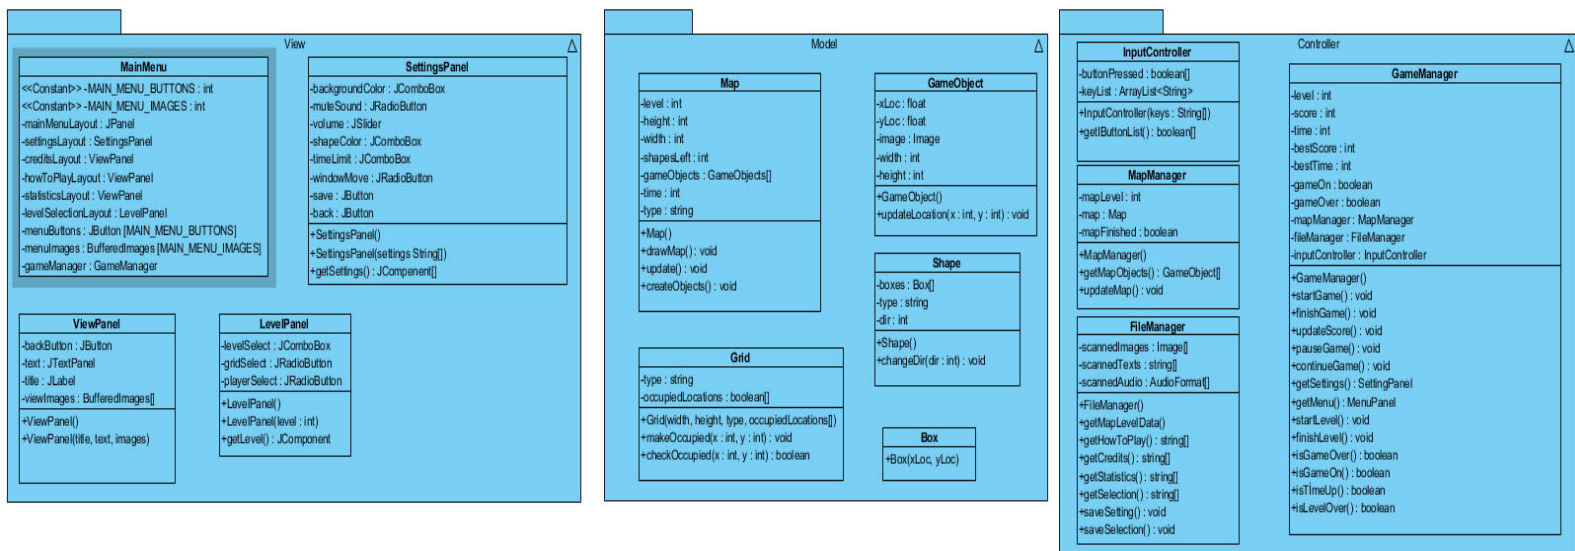 View
MainMenu
<<Constant>> -MAIN_MENU_BUTTONS : int
<<Constant>> -MAIN_MENU_IMAGES : int
-mainMenuLayout : JPanel
-settingsLayout : SettingsPanel
-creditsLayout : ViewPanel
-howToPlayLayout : ViewPanel
-statisticsLayout : ViewPanel
-levelSelectionLayout : LevelPanel
-menuButtons : JButton [MAIN_MENU_BUTTONS]
-menuImages : BufferedImages [MAIN_MENU_IMAGES]
-gameManager : GameManager
SettingsPanel
-backgroundColor : JComboBox
-muteSound : JRadioButton
-volume : JSlider
-shapeColor : JComboBox
-timeLimit : JComboBox
-windowMove : JRadioButton
-save : JButton
-back : JButton
+SettingsPanel()
+SettingsPanel(settings String[])
+getSettings() : JCompenent[]
ViewPanel
-backButton : JButton
-text : JTextPanel
-title : JLabel
-viewImages : BufferedImages[]
+ViewPanel()
+ViewPanel(title, text, images)
LevelPanel
-levelSelect : JComboBox
-gridSelect : JRadioButton
-playerSelect : JRadioButton
+LevelPanel()
+LevelPanel(level : int)
+getLevel() : JComponent
Model
Map
-level : int
-height : int
-width : int
-shapesLeft : int
-gameObjects : GameObjects[]
-time : int
-type : string
+Map()
+drawMap() : void
+update() : void
+createObjects() : void
GameObject
-xLoc : float
-yLoc : float
-image : Image
-width : int
-height : int
+GameObject()
+updateLocation(x : int, y : int) : void
Shape
-boxes : Box[]
-type : string
-dir : int
+Shape()
+changeDir(dir : int) : void
Grid
-type : string
-occupiedLocations : boolean[]
+Grid(width, height, type, occupiedLocations[])
+makeOccupied(x : int, y : int) : void
+checkOccupied(x : int, y : int) : boolean
Box
+Box(xLoc, yLoc)
Controller
InputController
-buttonPressed : boolean[]
-keyList : ArrayList<String>
+InputController(keys : String[])
+getIButtonList() : boolean[]
MapManager
-mapLevel : int
-map : Map
-mapFinished : boolean
+MapManager()
+getMapObjects() : GameObject[]
+updateMap() : void
FileManager
-scannedImages : Image[]
-scannedTexts : string[]
-scannedAudio : AudioFormat[]
+FileManager()
+getMapLevelData()
+getHowToPlay() : string[]
+getCredits() : string[]
+getStatistics() : string[]
+getSelection() : string[]
+saveSetting() : void
+saveSelection() : void
GameManager
-level : int
-score : int
-time : int
-bestScore : int
-bestTime : int
-gameOn : boolean
-gameOver : boolean
-mapManager : MapManager
-fileManager : FileManager
-inputController : InputController
+GameManager()
+startGame() : void
+finishGame() : void
+updateScore() : void
+pauseGame() : void
+continueGame() : void
+getSettings() : SettingPanel
+getMenu() : MenuPanel
+startLevel() : void
+finishLevel() : void
+isGameOver() : boolean
+isGameOn() : boolean
+isTİmeUp() : boolean
+isLevelOver() : boolean